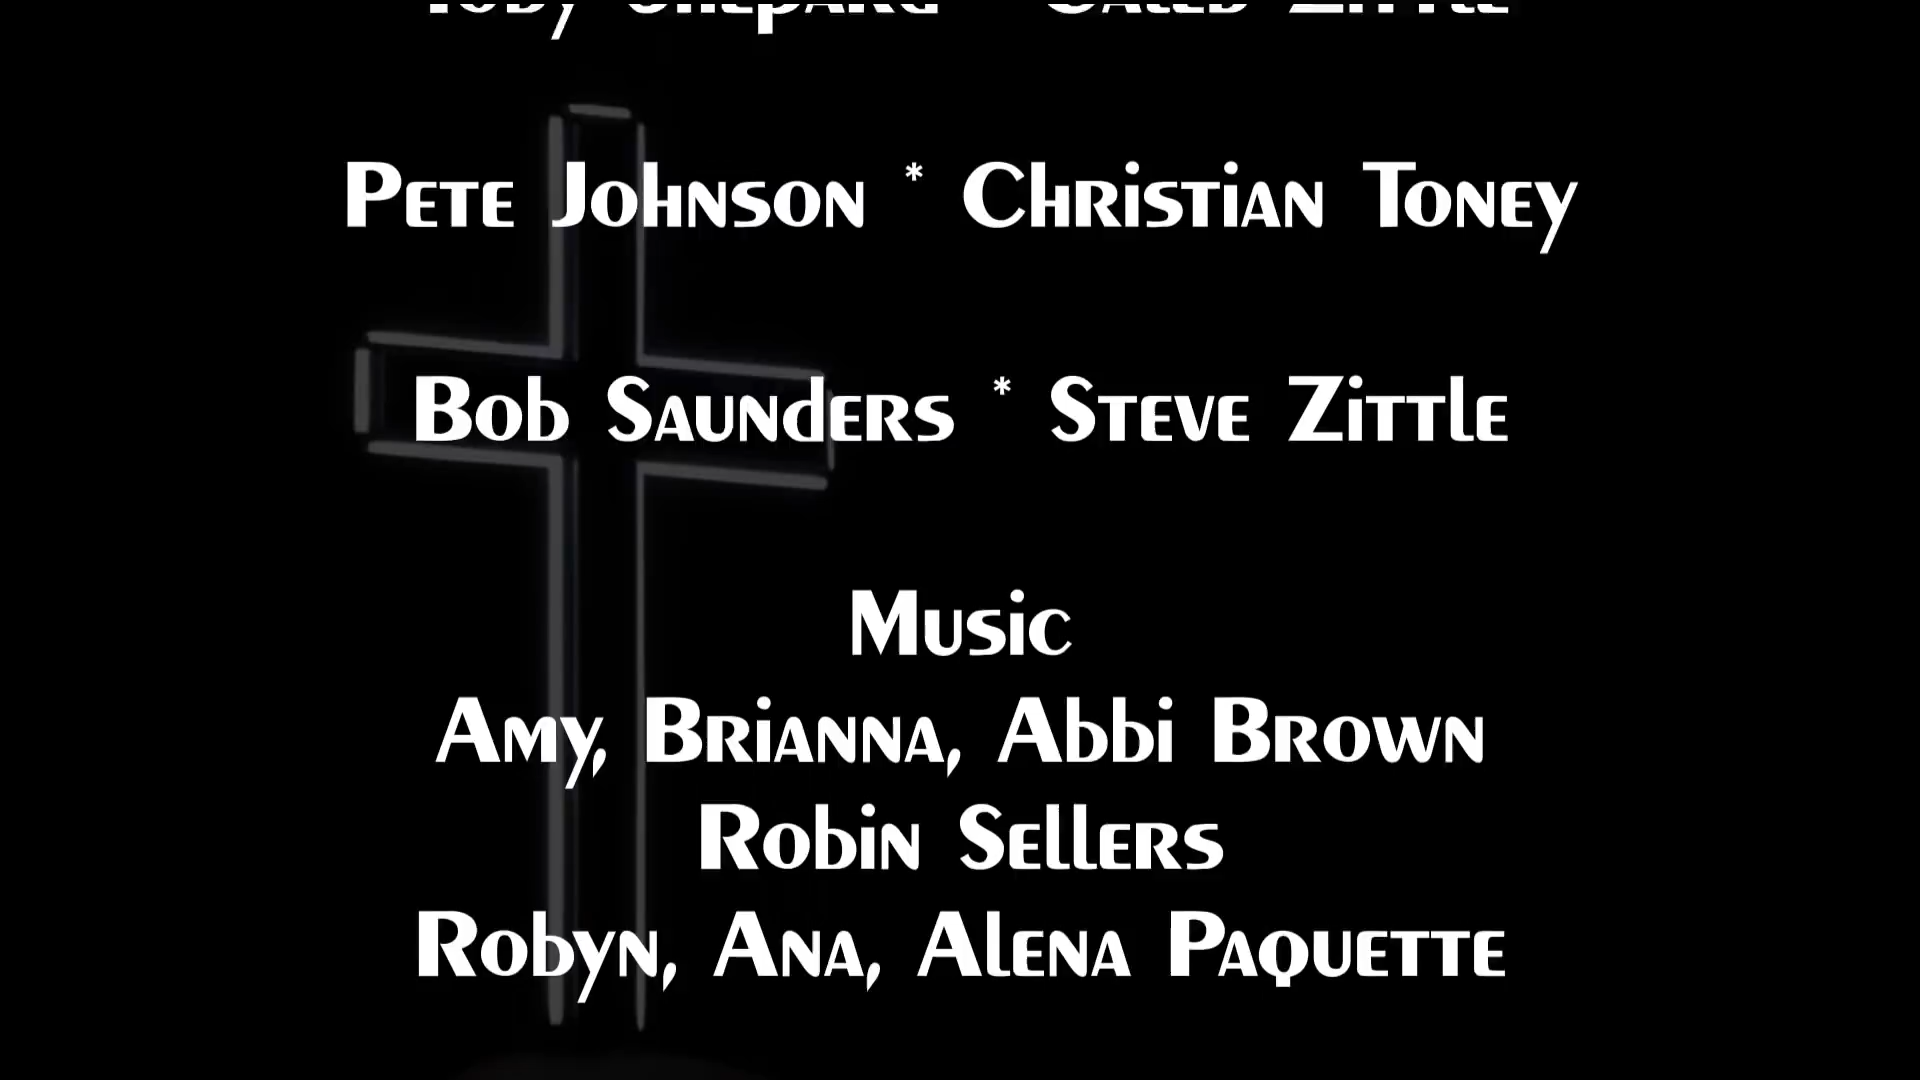 Pete Johnson * Christian Toney
Bob Saunders * Steve Zittle
Music
Amy, Brianna, Abbi Brown
Robin Sellers
Robyn, Ana, Alena Paquette